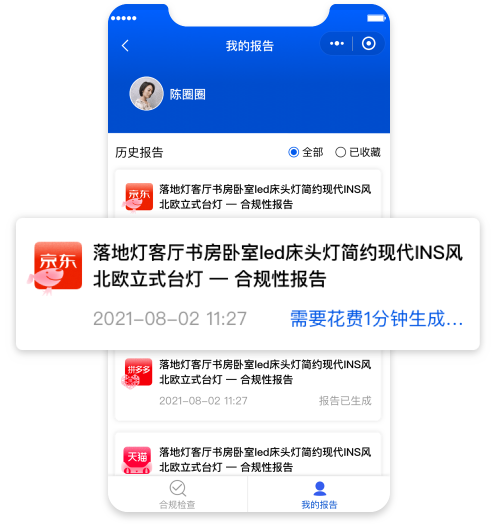 我的报告
陈圈圈
历史报告
全部
已收藏
京东
落地灯客厅书房卧室led床头灯简约现代INS风
北欧立式台灯 — 合规性报告
京东
落地灯客厅书房卧室led床头灯简约现代INS风
北欧立式台灯 — 合规性报告
2021-08-02 11:27
需要花费1分钟生成...
拼多多
落地灯客厅书房卧室led床头灯简约现代INS风
北欧立式台灯 — 合规性报告
2021-08-02 11:27
报告已生成
天猫
落地灯客厅书房卧室led床头灯简约现代INS风
北欧立式台灯 — 合规性报告
合规检查
我的报告